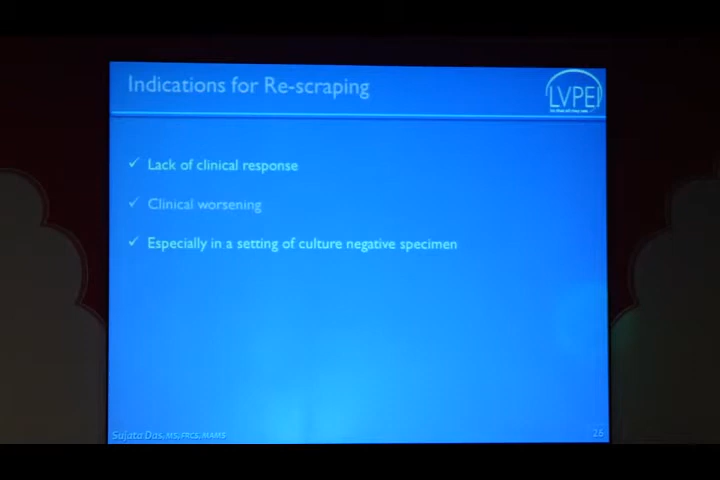 Indications for Re-scraping
LVPEI
✓ Lack of clinical response
✓ Clinical worsening
✓ Especially in a setting of culture negative specimen
Sujata Das, MS, FRCS, MAMS
26